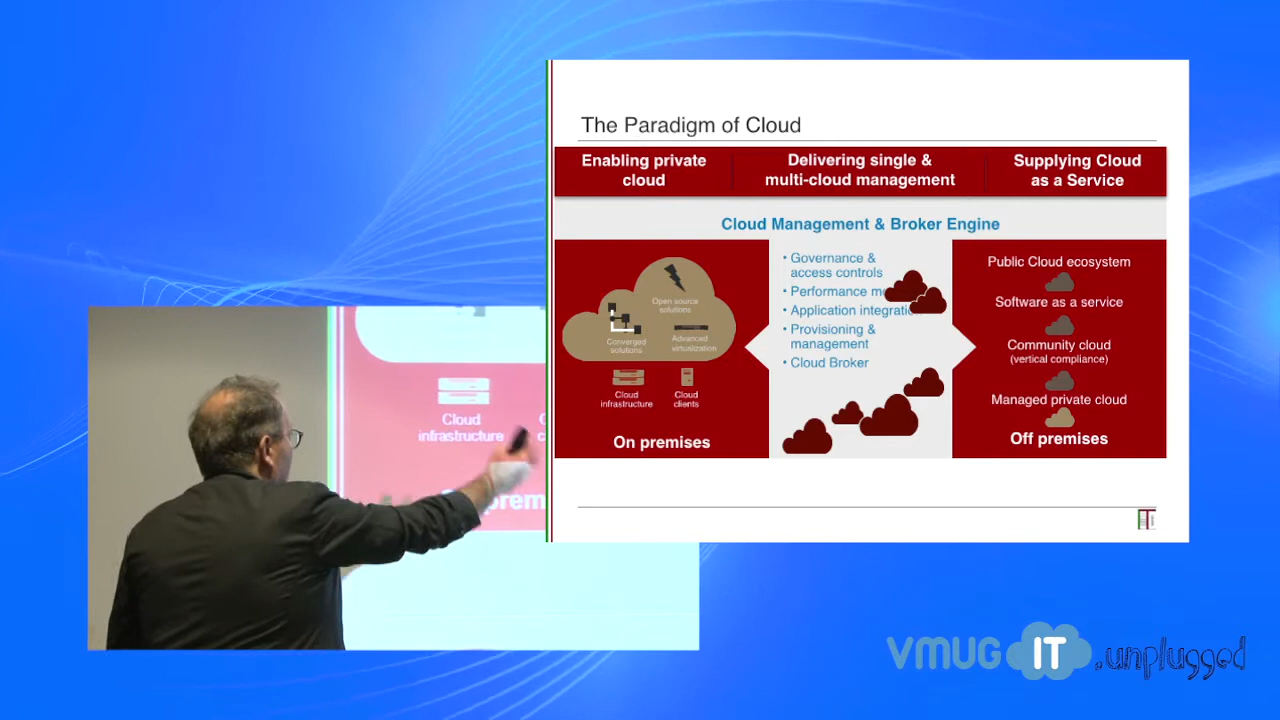 The Paradigm of Cloud
Enabling private
cloud
Delivering single &
multi-cloud management
Supplying Cloud
as a Service
Cloud Management & Broker Engine
Open source
solutions
Converged
solutions
Advanced
virtualization
Cloud
infrastructure
Cloud
clients
On premises
• Governance &
access controls
• Performance
• Application
• Provisioning &
management
• Cloud Broker
Public Cloud ecosystem
Software as a service
Community cloud
(vertical compliance)
Managed private cloud
Off premises
Cloud
infrastructure
VMUG IT .unplugged